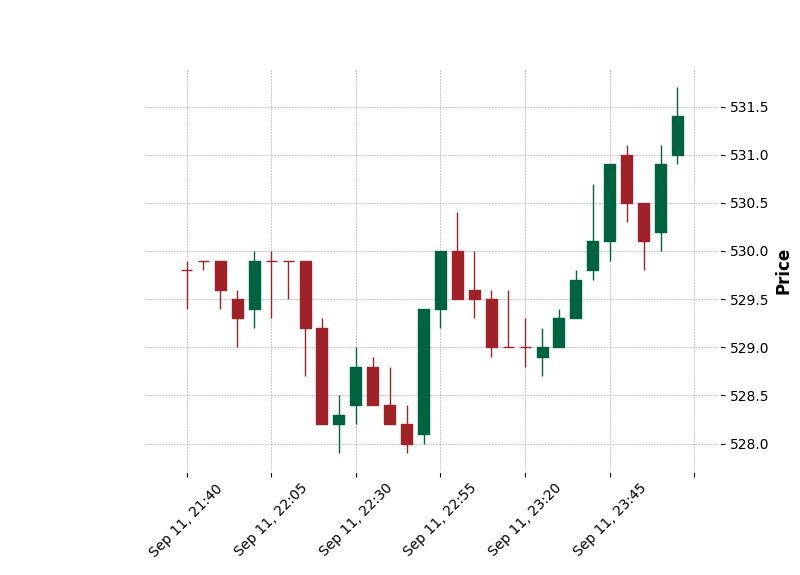 531.5
531.0
530.5
530.0
529.5
529.0
528.5
528.0
Price
Sep 11, 21:40
Sep 11, 22:05
Sep 11, 22:30
Sep 11, 22:55
Sep 11, 23:20
Sep 11, 23:45